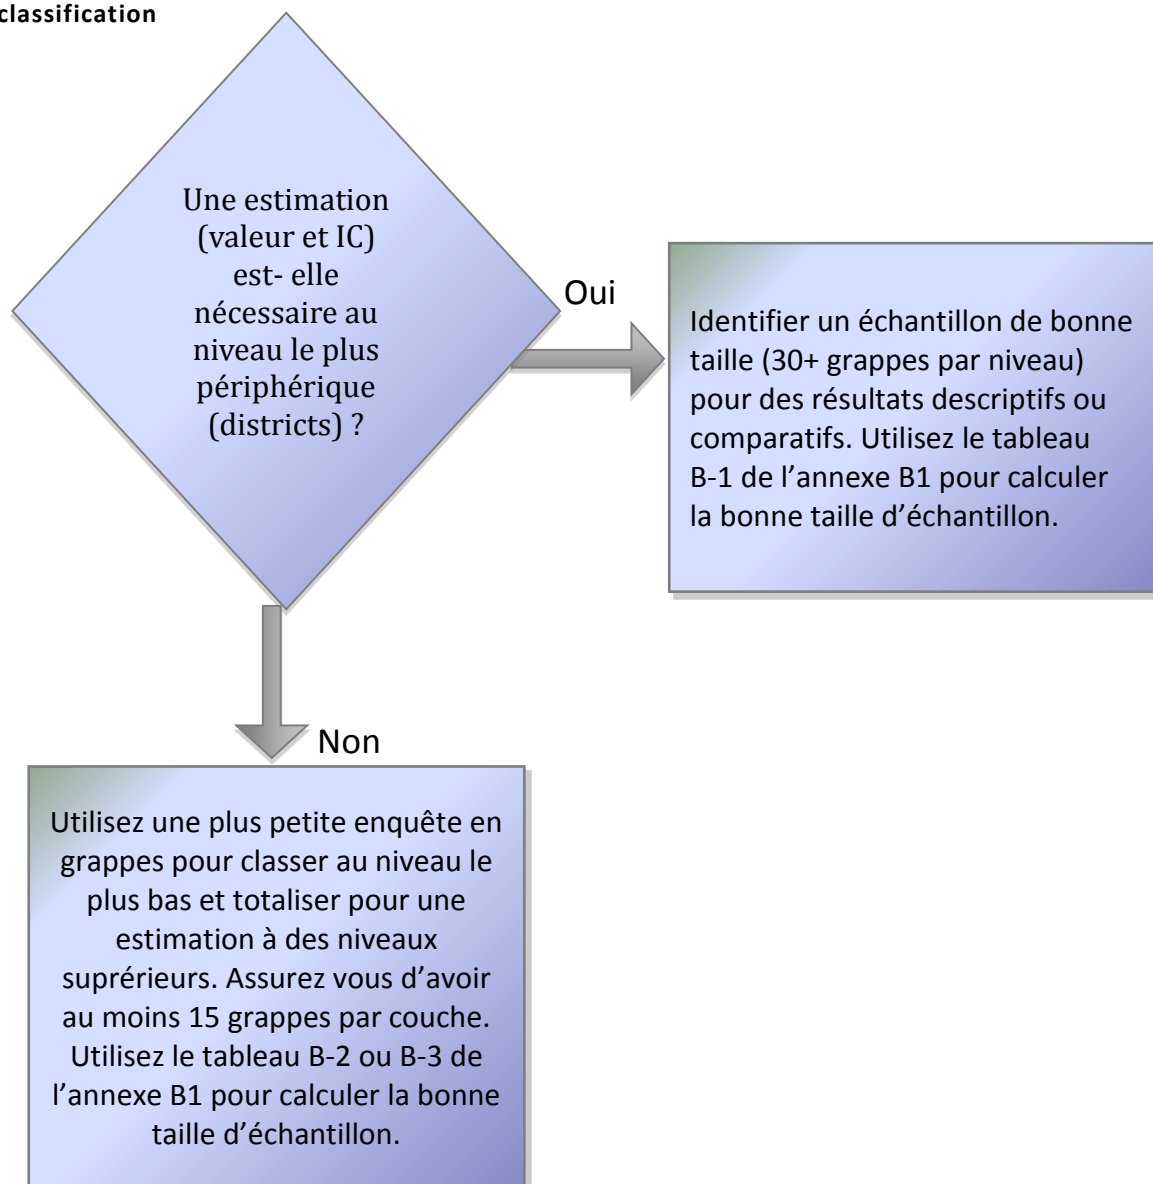 classification
Une estimation
(valeur et IC)
est- elle
nécessaire au
niveau le plus
périphérique
(districts) ?
Oui
Identifier un échantillon de bonne
taille (30+ grappes par niveau)
pour des résultats descriptifs ou
comparatifs. Utilisez le tableau
B-1 de l’annexe B1 pour calculer
la bonne taille d’échantillon.
Non
Utilisez une plus petite enquête en
grappes pour classer au niveau le
plus bas et totaliser pour une
estimation à des niveaux
suprérieurs. Assurez vous d’avoir
au moins 15 grappes par couche.
Utilisez le tableau B-2 ou B-3 de
l’annexe B1 pour calculer la bonne
taille d’échantillon.